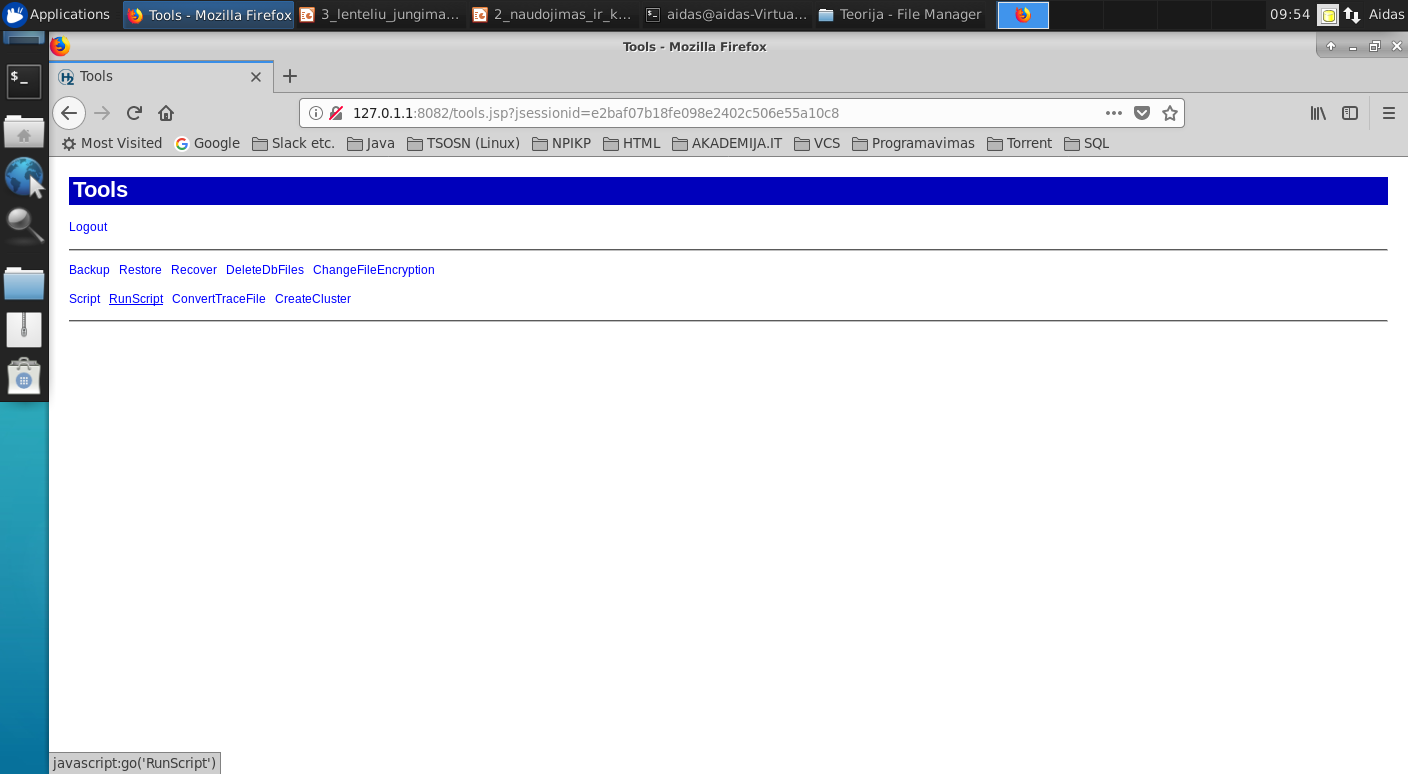 Applications Tools - Mozilla Firefox 3_lenteliu_jungima... 2_naudojimas_ir_k... aidas@aidas-Virtua... Teorija - File Manager 09:54 Aidas
Tools - Mozilla Firefox
Tools
127.0.1.1:8082/tools.jsp?jsessionid=e2baf07b18fe098e2402c506e55a10c8
Most Visited Google Slack etc. Java TSOSN (Linux) NPIKP HTML AKADEMIJA.IT VCS Programavimas Torrent SQL
Tools
Logout
Backup Restore Recover DeleteDbFiles ChangeFileEncryption
Script RunScript ConvertTraceFile CreateCluster
javascript:go('RunScript')